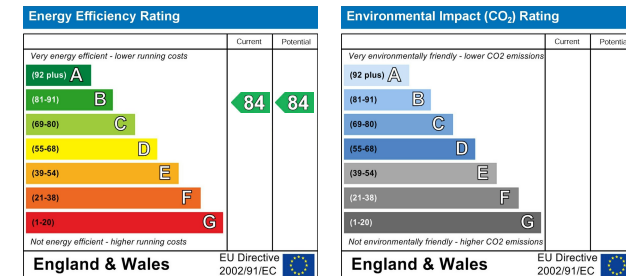 Energy Efficiency Rating
Current Potential
Very energy efficient - lower running costs
(92 plus) A
(81-91) B
84 84
(69-80) C
(55-68) D
(39-54) E
(21-38) F
(1-20) G
Not energy efficient - higher running costs
England & Wales
EU Directive
2002/91/EC
Environmental Impact (CO₂) Rating
Current Potential
Very environmentally friendly - lower CO2 emissions
(92 plus) A
(81-91) B
(69-80) C
(55-68) D
(39-54) E
(21-38) F
(1-20) G
Not environmentally friendly - higher CO2 emissions
England & Wales
EU Directive
2002/91/EC